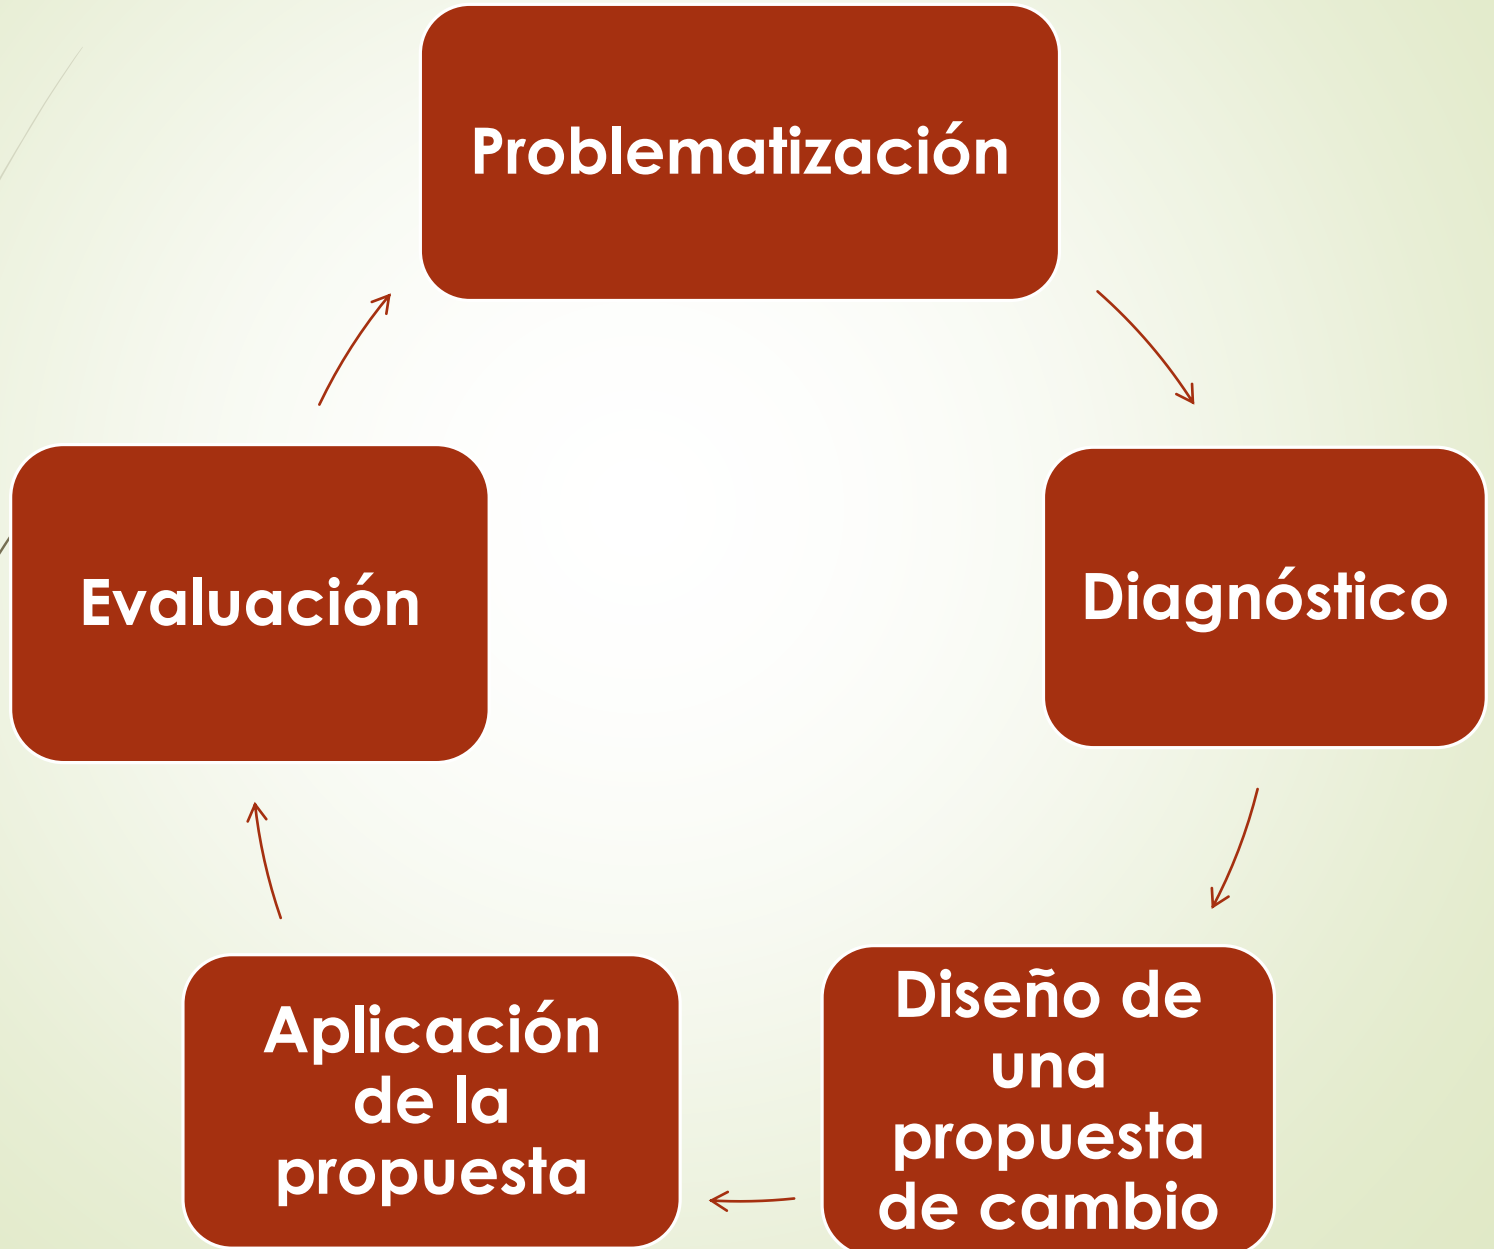 Problematización
Evaluación
Diagnóstico
Aplicación
de la
propuesta
Diseño de
una
propuesta
de cambio